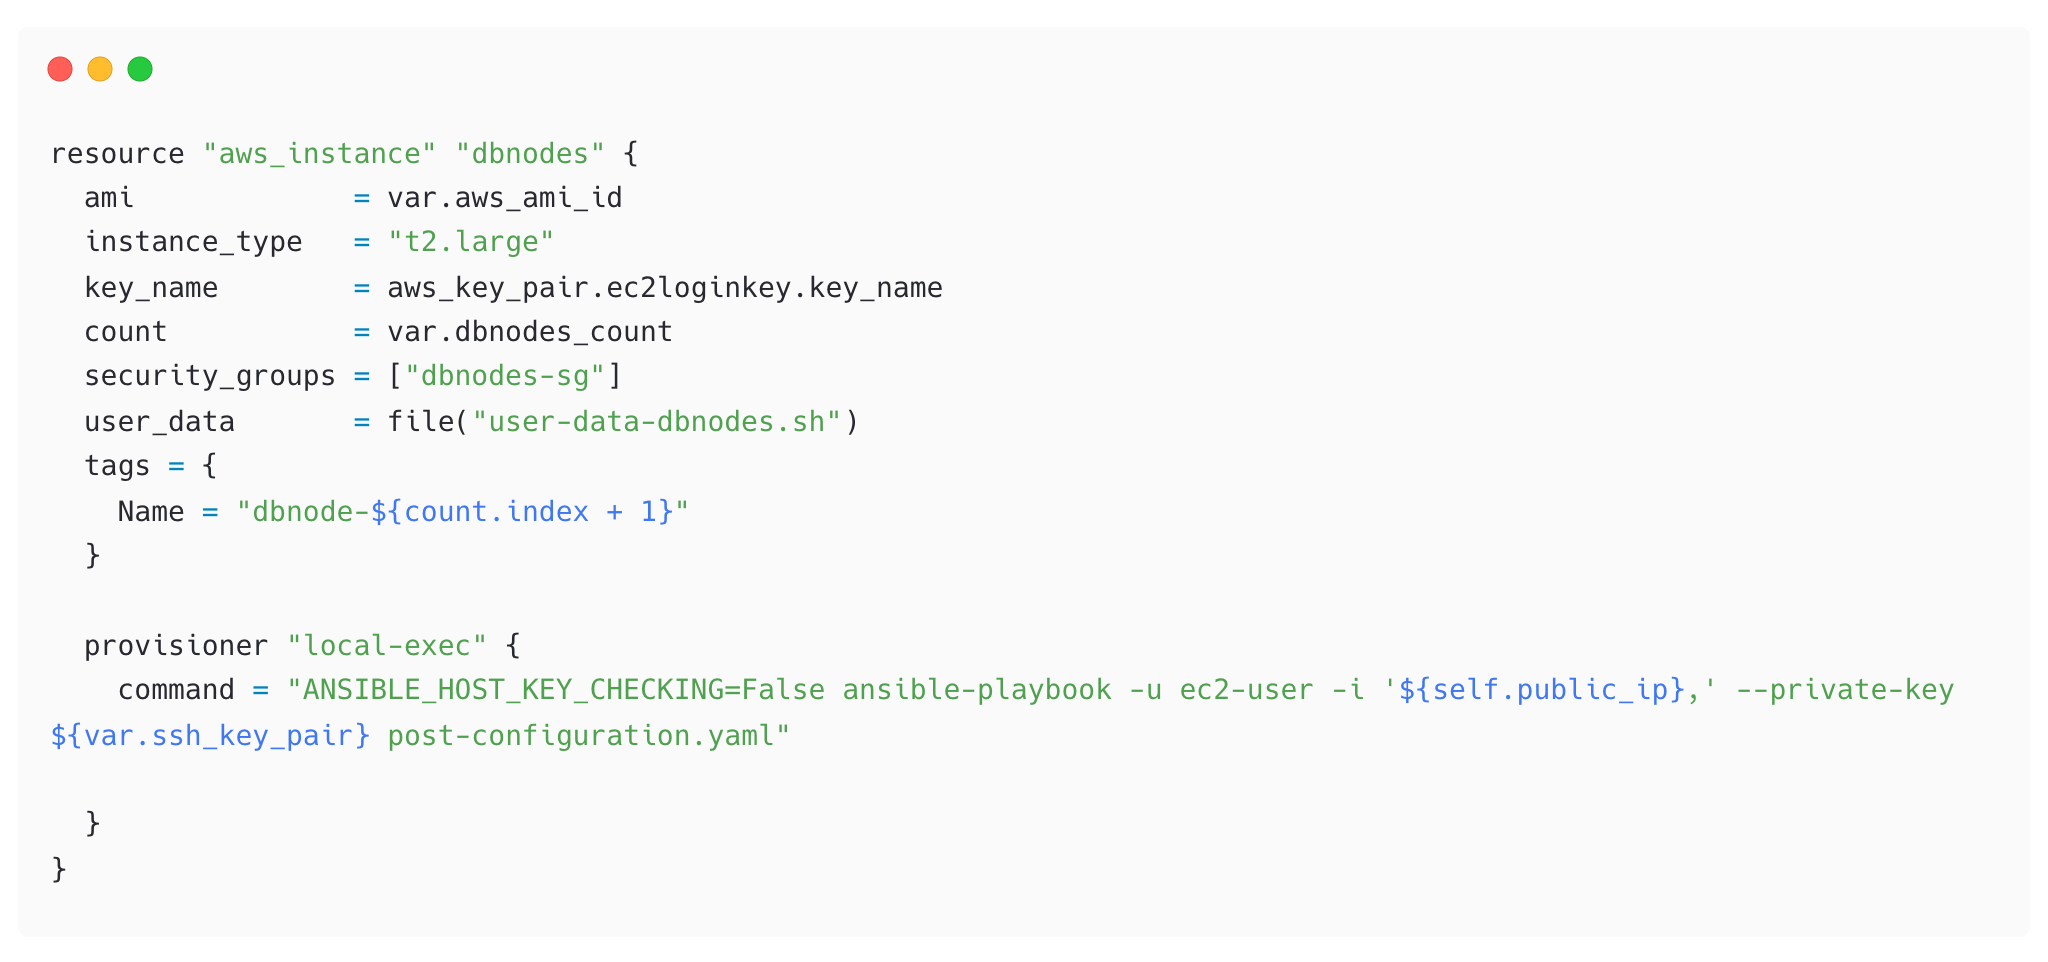 resource "aws_instance" "dbnodes" {
  ami             = var.aws_ami_id
  instance_type   = "t2.large"
  key_name        = aws_key_pair.ec2loginkey.key_name
  count           = var.dbnodes_count
  security_groups = ["dbnodes-sg"]
  user_data       = file("user-data-dbnodes.sh")
  tags = {
    Name = "dbnode-${count.index + 1}"
  }

  provisioner "local-exec" {
    command = "ANSIBLE_HOST_KEY_CHECKING=False ansible-playbook -u ec2-user -i '${self.public_ip},' --private-key
${var.ssh_key_pair} post-configuration.yaml"

  }
}